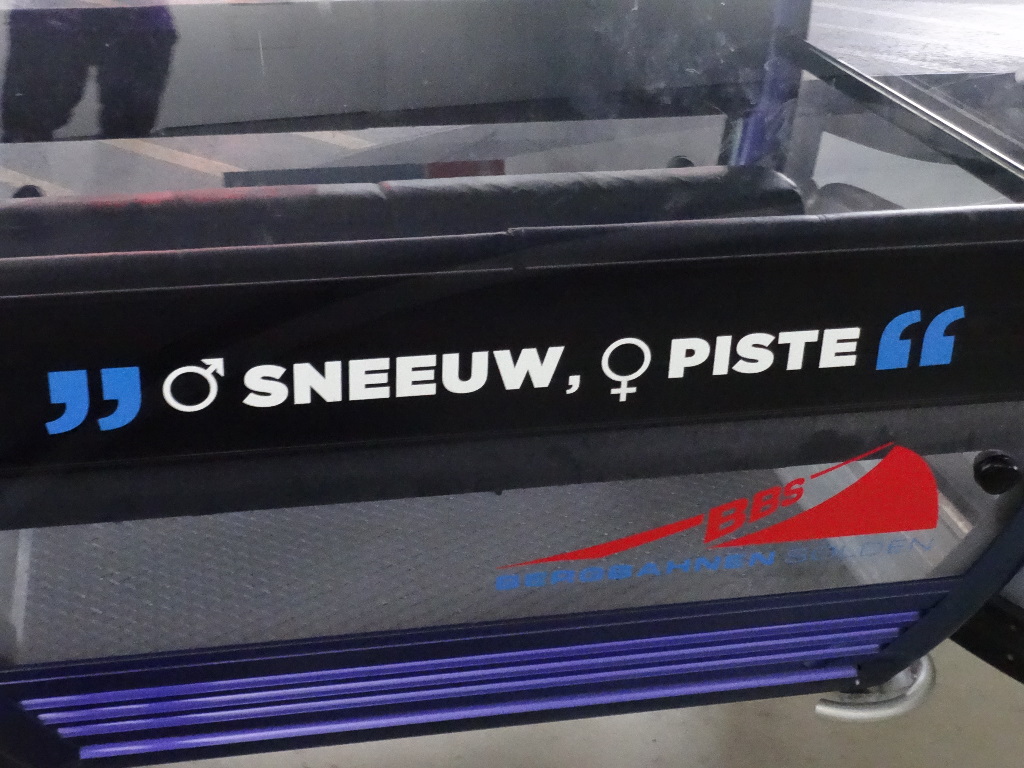 ” ♂ SNEEUW, ♀ PISTE “
BBS
BERGBAHNEN SÖLDEN